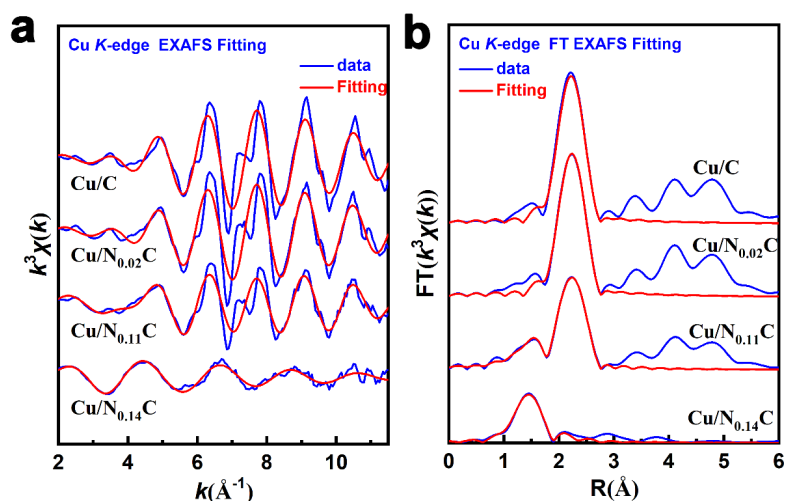 a
Cu K-edge EXAFS Fitting
data
Fitting
Cu/C
Cu/N0.02C
Cu/N0.11C
Cu/N0.14C
k³χ(k)
2 4 6 8 10
k(Å⁻¹)
b
Cu K-edge FT EXAFS Fitting
data
Fitting
Cu/C
Cu/N0.02C
Cu/N0.11C
Cu/N0.14C
FT(k³χ(k))
0 1 2 3 4 5 6
R(Å)